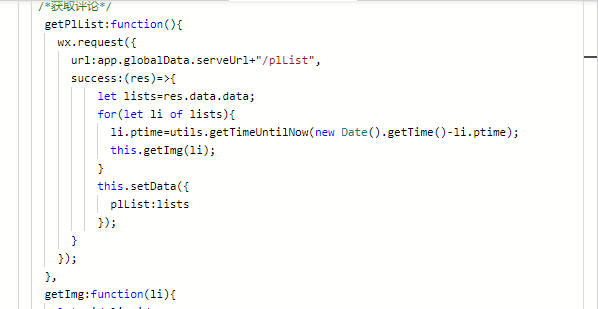 /*获取评论*/
getPlList:function(){
wx.request({
url:app.globalData.serveUrl+"/plList",
success:(res)=>{
let lists=res.data.data;
for(let li of lists){
li.ptime=utils.getTimeUntilNow(new Date().getTime()-li.ptime);
this.getImg(li);
}
this.setData({
plList:lists
});
}
});
},
getImg:function(li){